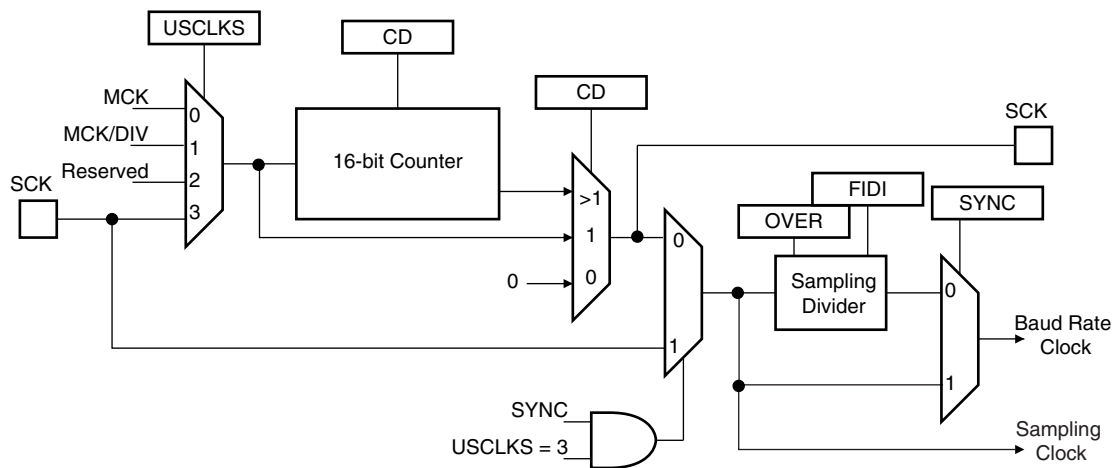 USCLKS
CD
CD
SCK
MCK
0
MCK/DIV
1
Reserved
2
SCK
3
16-bit Counter
>1
1
0
0
FIDI
OVER
SYNC
0
1
Sampling
Divider
0
1
Baud Rate
Clock
SYNC
USCLKS = 3
Sampling
Clock